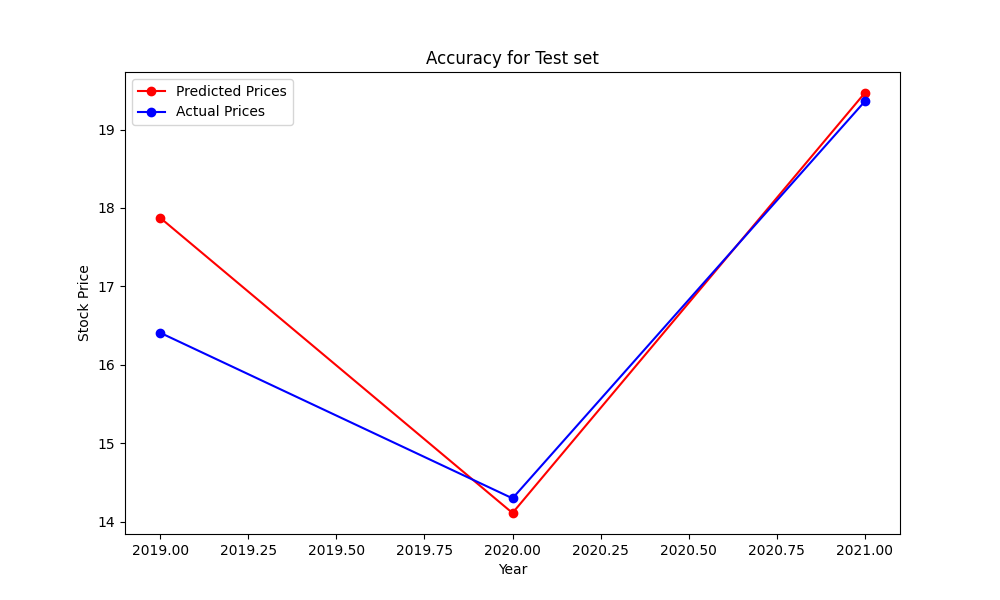 Accuracy for Test set
Predicted Prices
Actual Prices
19
18
17
16
15
14
Stock Price
2019.00 2019.25 2019.50 2019.75 2020.00 2020.25 2020.50 2020.75 2021.00
Year